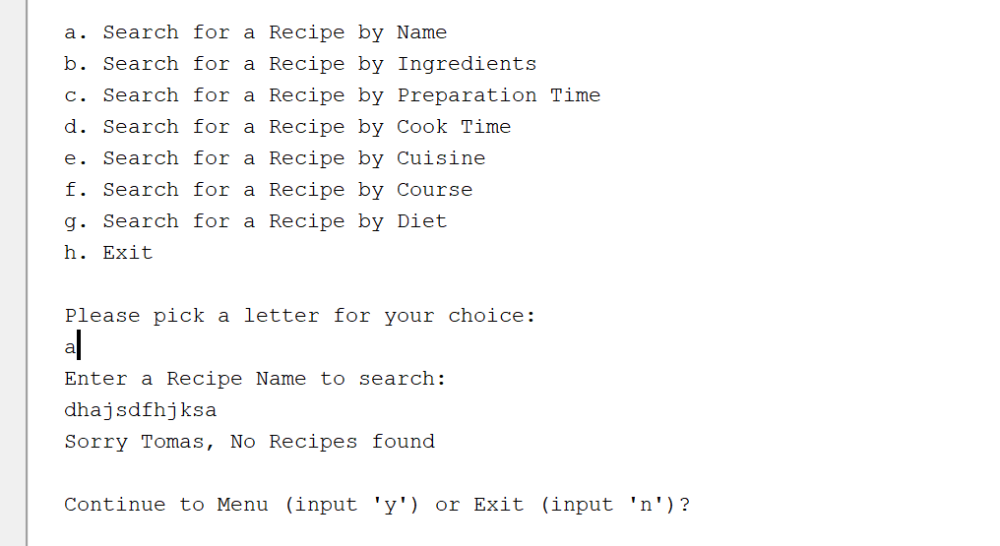 a. Search for a Recipe by Name
b. Search for a Recipe by Ingredients
c. Search for a Recipe by Preparation Time
d. Search for a Recipe by Cook Time
e. Search for a Recipe by Cuisine
f. Search for a Recipe by Course
g. Search for a Recipe by Diet
h. Exit
Please pick a letter for your choice:
a
Enter a Recipe Name to search:
dhajsdfhjksa
Sorry Tomas, No Recipes found
Continue to Menu (input 'y') or Exit (input 'n')?